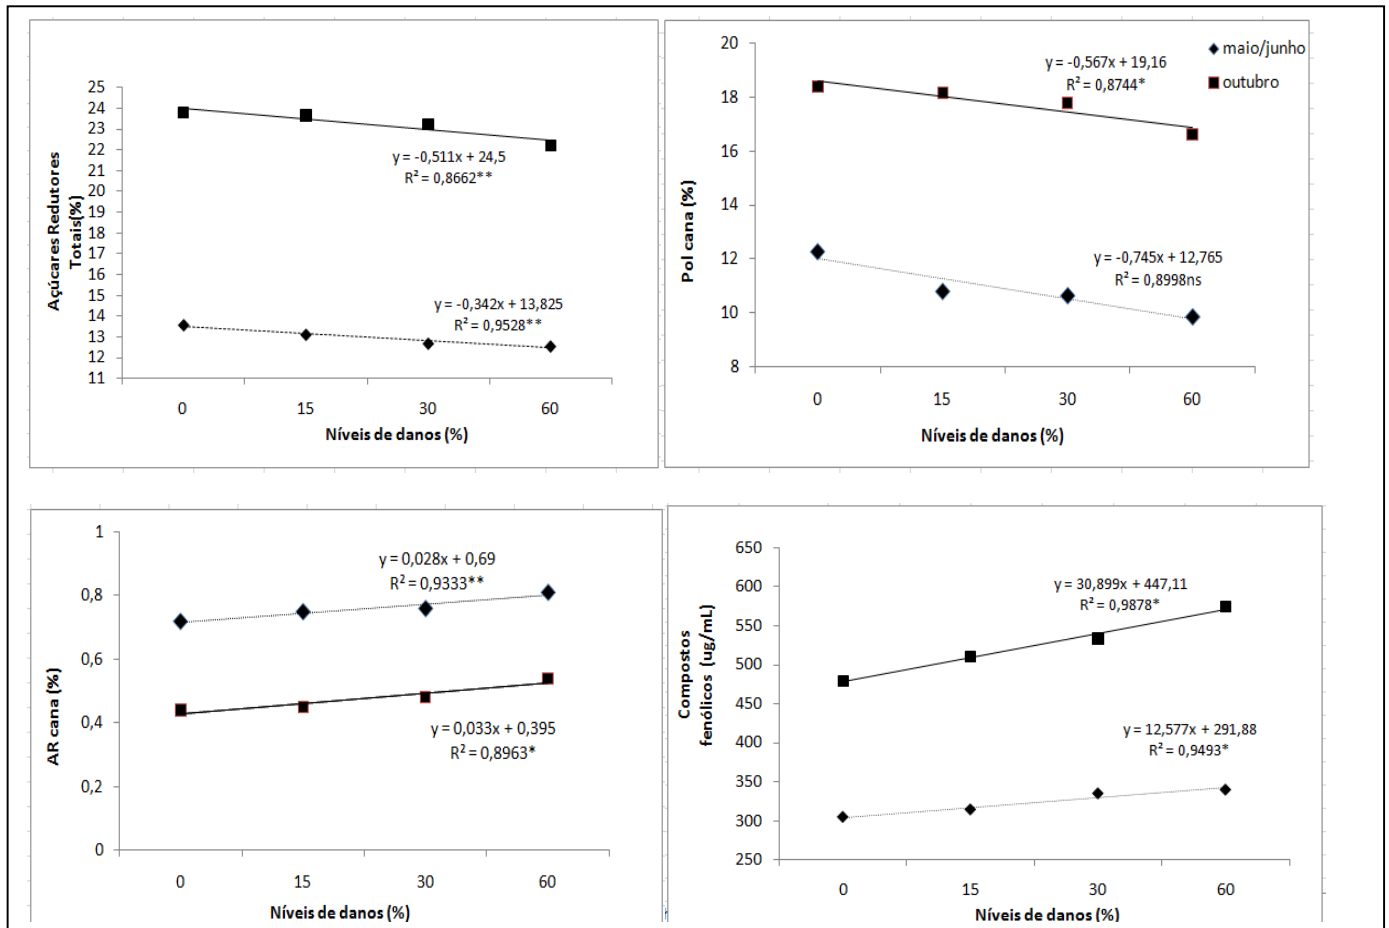 25
24
23
22
21
20
19
18
17
16
15
14
13
12
11
Açúcares Redutores
Totais(%)
y = -0,511x + 24,5
R² = 0,8662**
y = -0,342x + 13,825
R² = 0,9528**
0 15 30 60
Níveis de danos (%)
20
18
16
14
12
10
8
Pol cana (%)
y = -0,567x + 19,16
R² = 0,8744*
maio/junho
outubro
y = -0,745x + 12,765
R² = 0,8998ns
0 15 30 60
Níveis de danos (%)
1
0,8
0,6
0,4
0,2
0
AR cana (%)
y = 0,028x + 0,69
R² = 0,9333**
y = 0,033x + 0,395
R² = 0,8963*
0 15 30 60
Níveis de danos (%)
650
600
550
500
450
400
350
300
250
Compostos
fenólicos (ug/mL)
y = 30,899x + 447,11
R² = 0,9878*
y = 12,577x + 291,88
R² = 0,9493*
0 15 30 60
Níveis de danos (%)